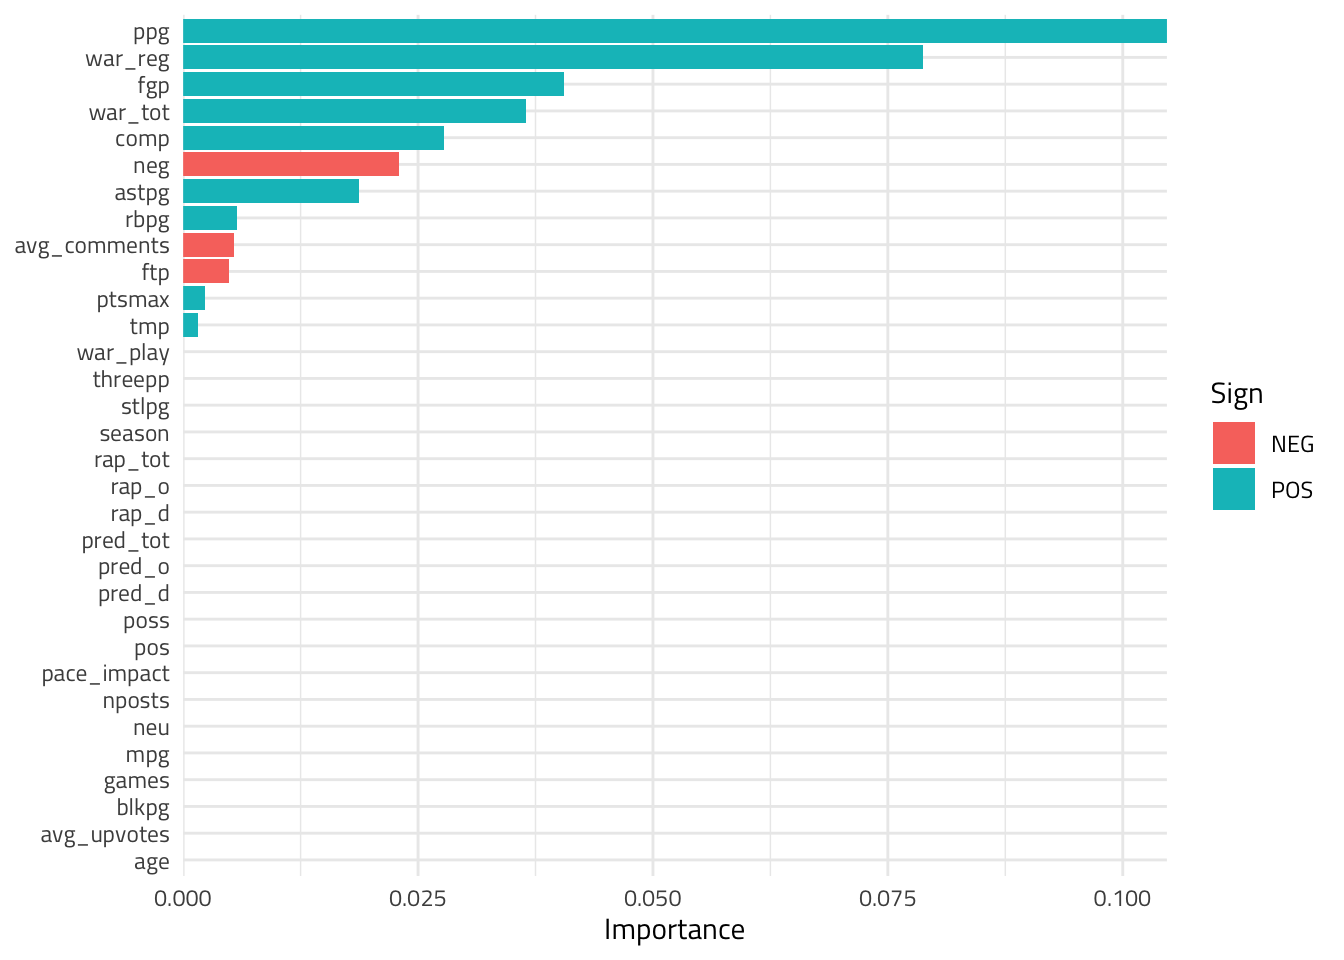 ppg
war_reg
fgp
war_tot
comp
neg
astpg
rbpg
avg_comments
ftp
ptsmax
tmp
war_play
threepp
stlpg
season
rap_tot
rap_o
rap_d
pred_tot
pred_o
pred_d
poss
pos
pace_impact
nposts
neu
mpg
games
blkpg
avg_upvotes
age
0.000 0.025 0.050 0.075 0.100
Importance
Sign
NEG
POS